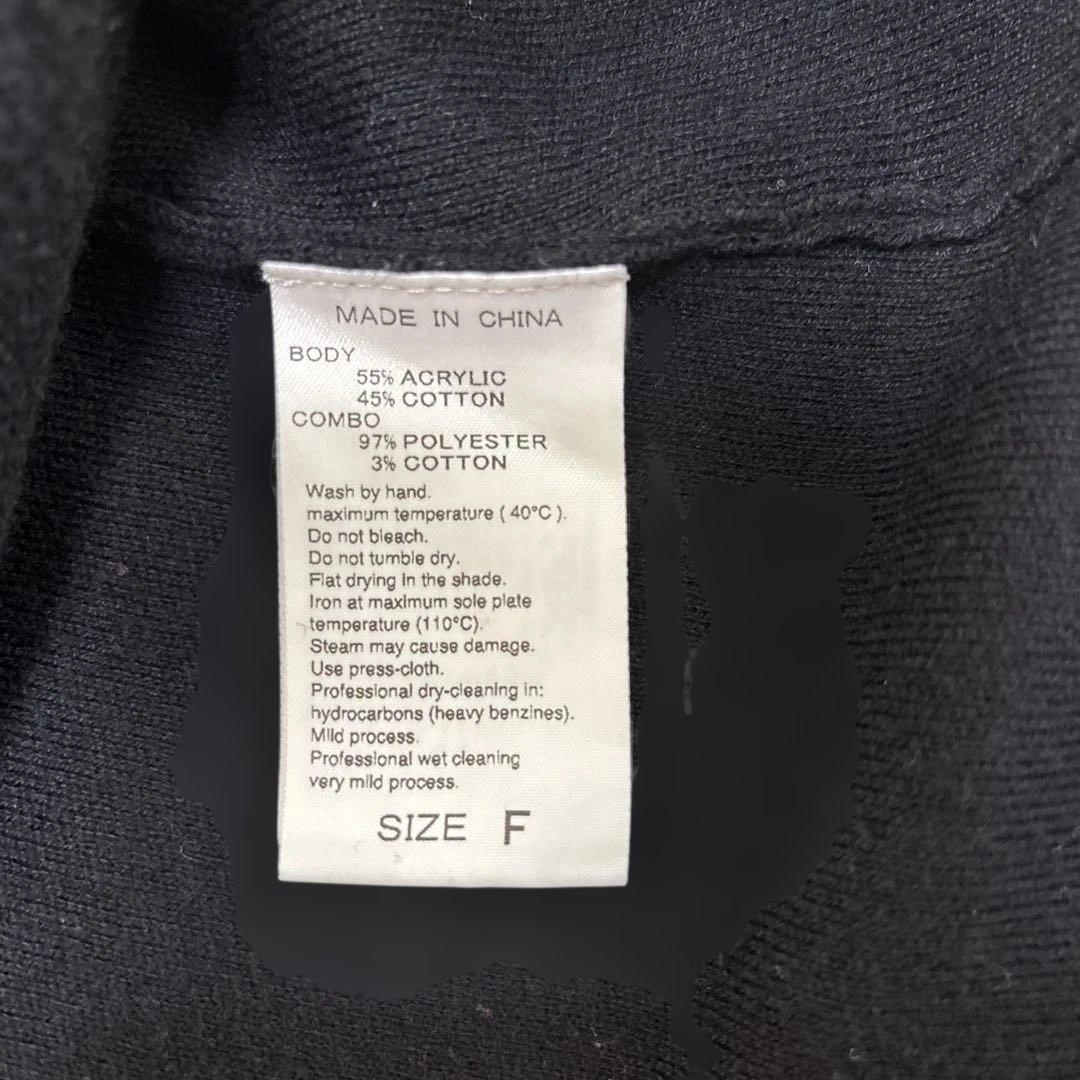 MADE IN CHINA
BODY
55% ACRYLIC
45% COTTON
COMBO
97% POLYESTER
3% COTTON
Wash by hand.
maximum temperature ( 40°C ).
Do not bleach.
Do not tumble dry.
Flat drying in the shade.
Iron at maximum sole plate
temperature (110°C).
Steam may cause damage.
Use press-cloth.
Professional dry-cleaning in:
hydrocarbons (heavy benzines).
Mild process.
Professional wet cleaning
very mild process.
SIZE F